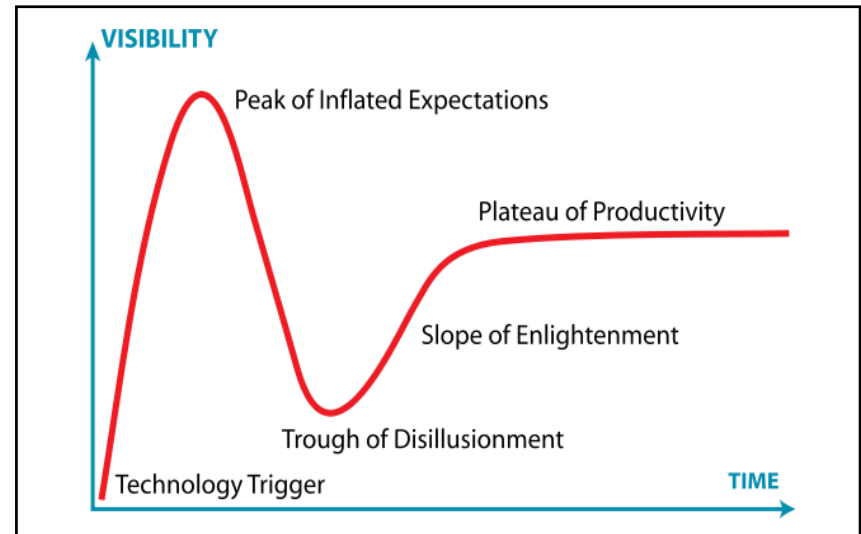 VISIBILITY
Peak of Inflated Expectations
Plateau of Productivity
Slope of Enlightenment
Trough of Disillusionment
Technology Trigger
TIME